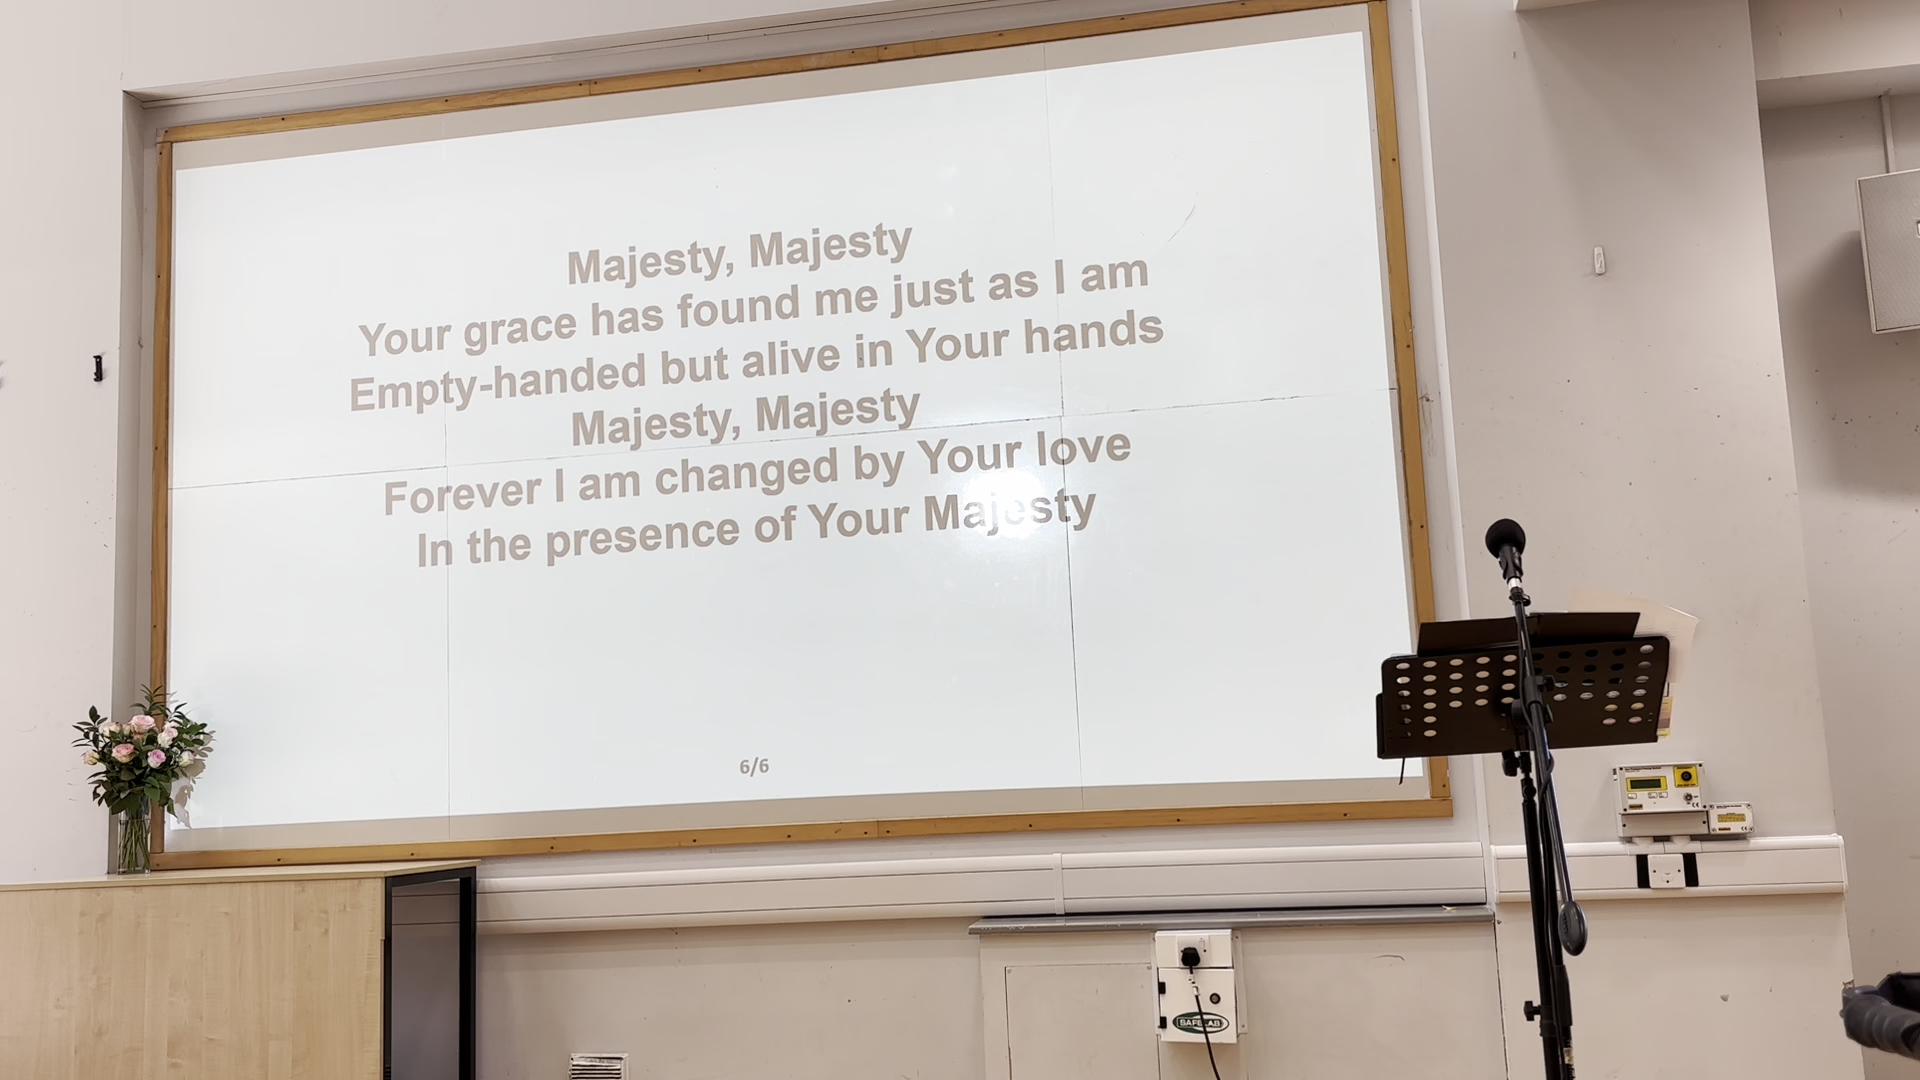 Majesty, Majesty
Your grace has found me just as I am
Empty-handed but alive in Your hands
Majesty, Majesty
Forever I am changed by Your love
In the presence of Your Majesty
6/6
SAFELAB